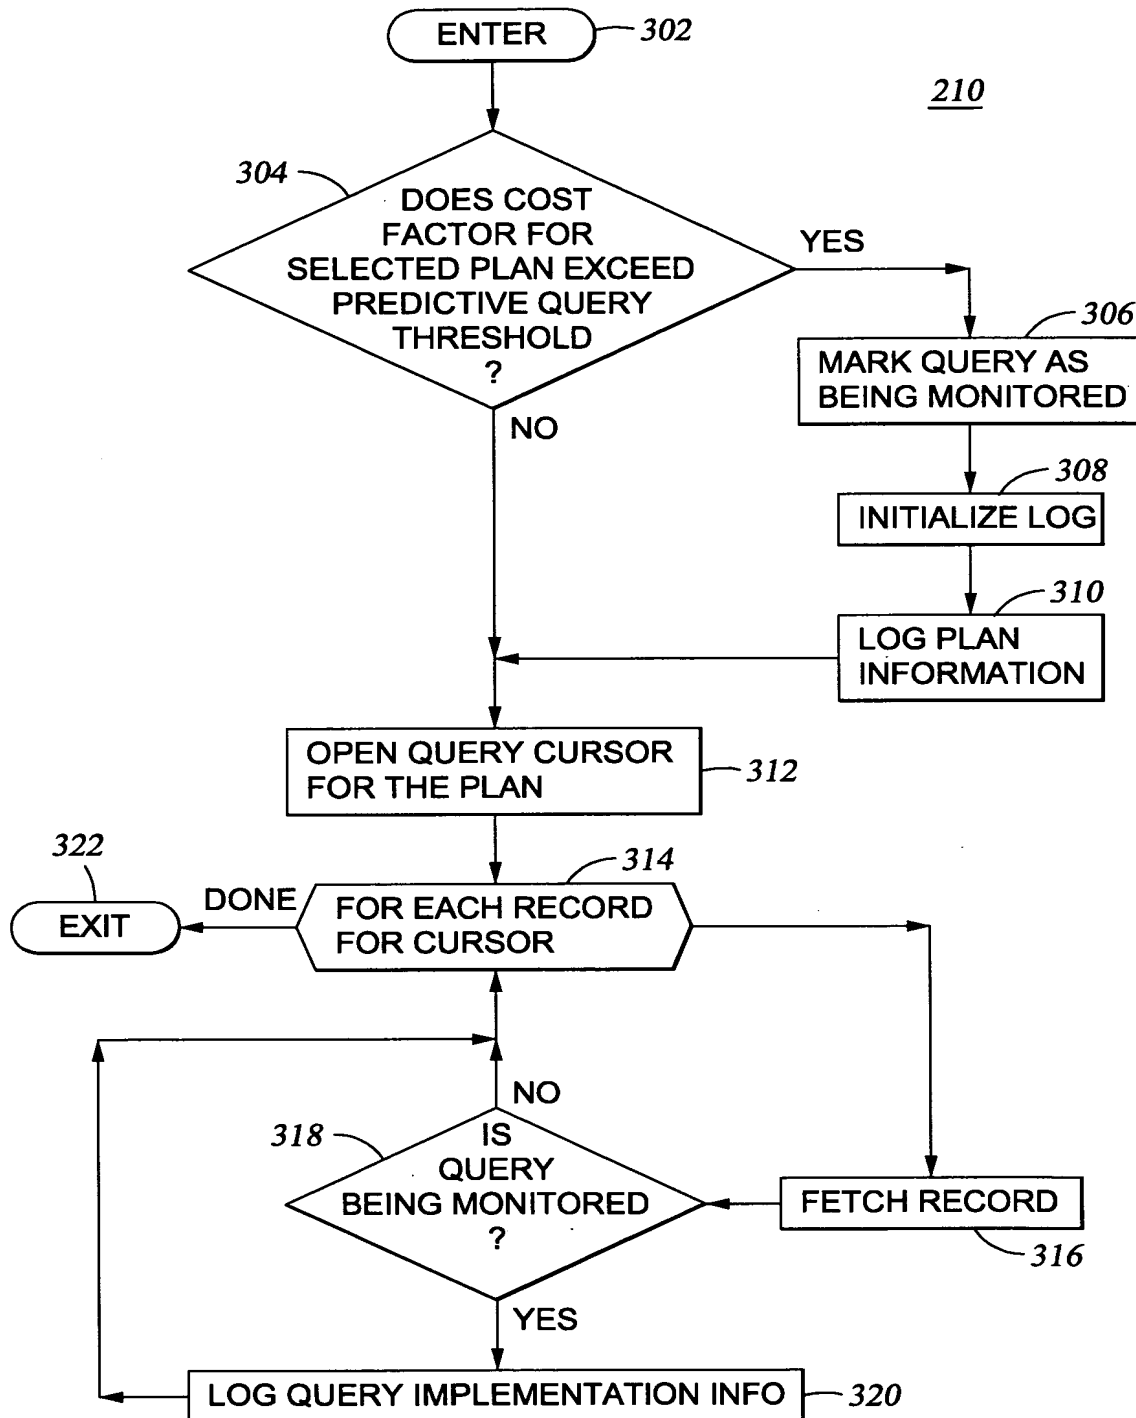 ENTER
302
210
304
DOES COST
FACTOR FOR
SELECTED PLAN EXCEED
PREDICTIVE QUERY
THRESHOLD
?
YES
306
MARK QUERY AS
BEING MONITORED
NO
308
INITIALIZE LOG
310
LOG PLAN
INFORMATION
OPEN QUERY CURSOR
FOR THE PLAN
312
322
314
DONE
EXIT
FOR EACH RECORD
FOR CURSOR
NO
318
IS
QUERY
BEING MONITORED
?
FETCH RECORD
316
YES
LOG QUERY IMPLEMENTATION INFO
320